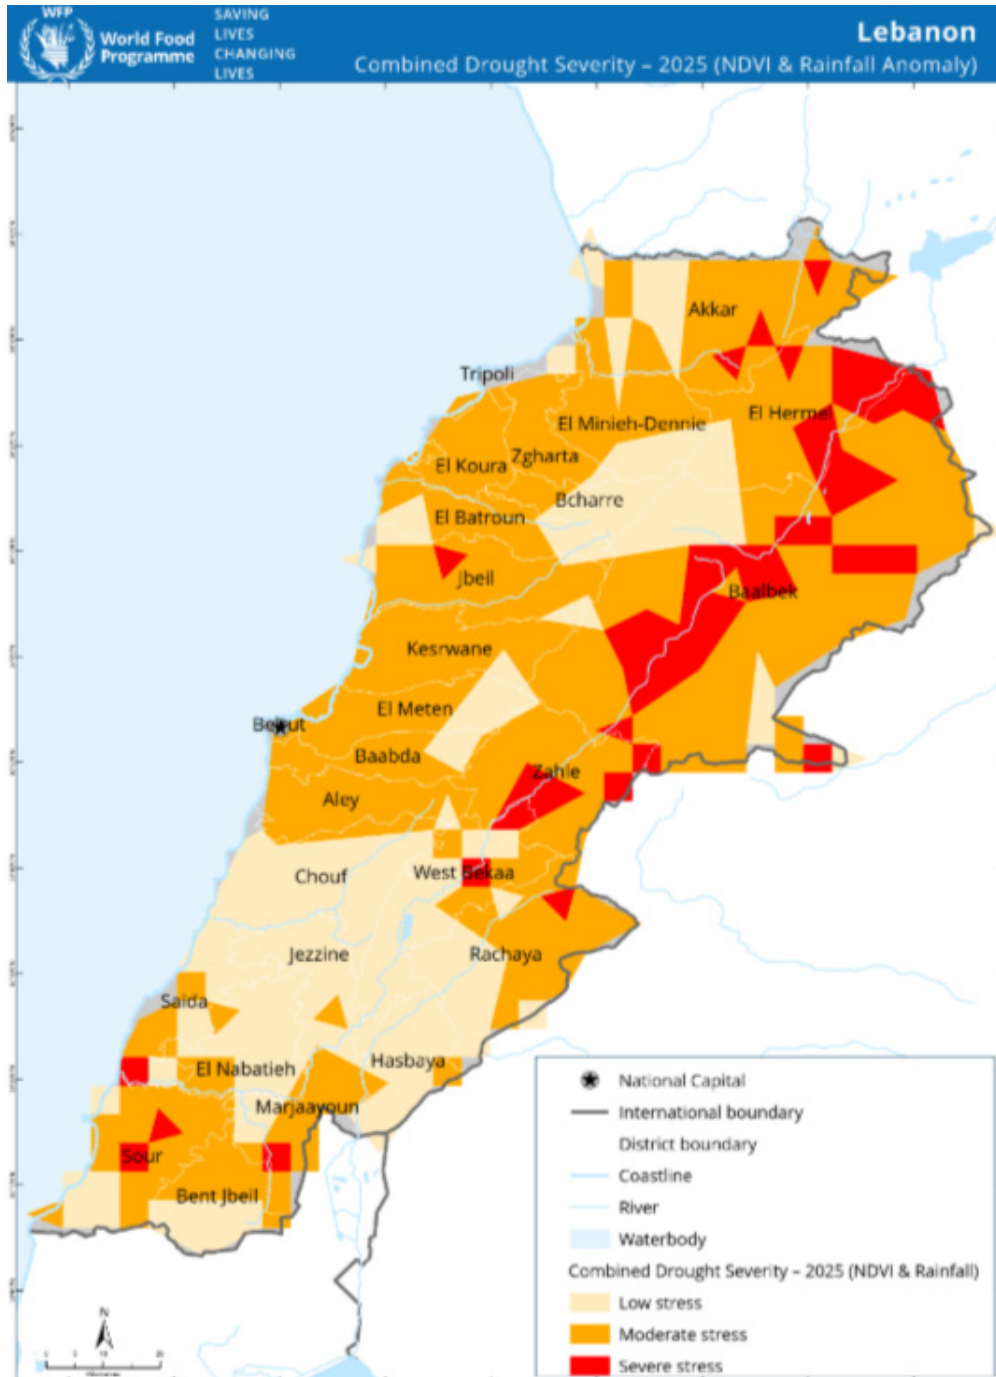 WFP
World Food
Programme
SAVING
LIVES
CHANGING
LIVES
Lebanon
Combined Drought Severity – 2025 (NDVI & Rainfall Anomaly)
Akkar
Tripoli
El Hermel
El Minieh-Dennie
Zgharta
El Koura
Bcharre
El Batroun
Jbeil
Baalbek
Kesrwane
El Meten
Beirut
Baabda
Zahle
Aley
Chouf
West Bekaa
Jezzine
Rachaya
Saida
Hasbaya
El Nabatieh
Marjaayoun
Sour
Bent Jbeil
National Capital
International boundary
District boundary
Coastline
River
Waterbody
Combined Drought Severity – 2025 (NDVI & Rainfall)
Low stress
Moderate stress
Severe stress
N